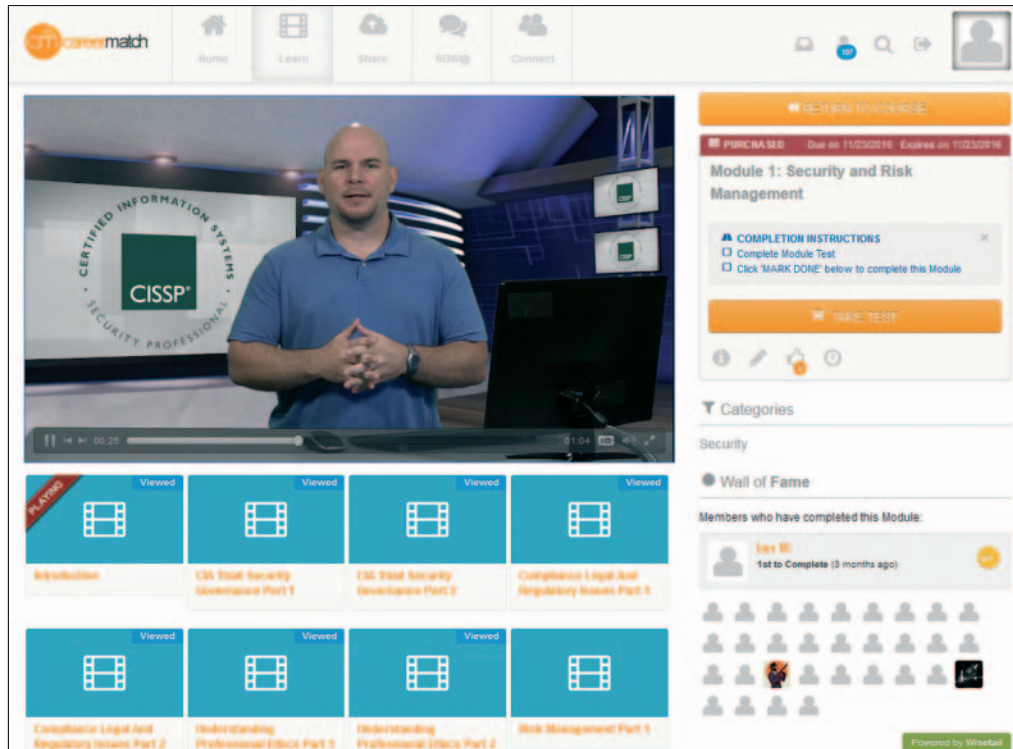 cm careermatch
Home
Learn
Share
NOW@
Connect
107
RETURN TO COURSE
PURCHASED Due on 11/23/2016 Expires on 11/23/2016
Module 1: Security and Risk
Management
COMPLETION INSTRUCTIONS
Complete Module Test
Click 'MARK DONE' below to complete this Module
TAKE TEST
CERTIFIED INFORMATION SYSTEMS
SECURITY PROFESSIONAL
CISSP®
CISSP
CISSP
00:25
01:04 HD
Categories
Security
Wall of Fame
Members who have completed this Module:
1st to Complete (3 months ago)
PLAYING
Viewed
Viewed
Viewed
Viewed
Introduction
CIA Triad Security
Governance Part 1
CIA Triad Security
Governance Part 2
Compliance Legal And
Regulatory Issues Part 1
Viewed
Viewed
Viewed
Compliance Legal And
Regulatory Issues Part 2
Understanding
Professional Ethics Part 1
Understanding
Professional Ethics Part 2
Risk Management Part 1
Powered by Wisetail